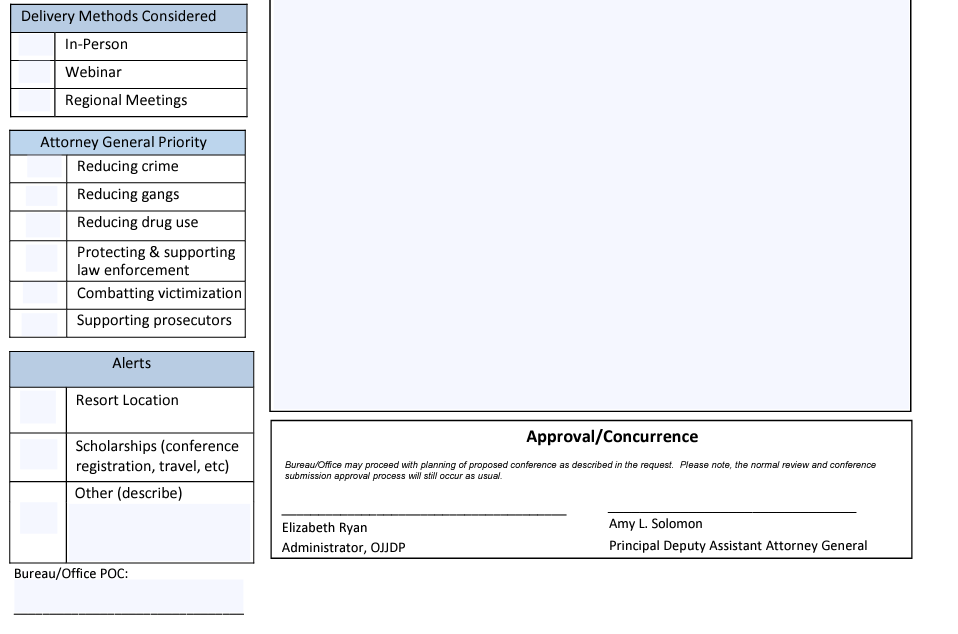 Delivery Methods Considered
In-Person
Webinar
Regional Meetings
Attorney General Priority
Reducing crime
Reducing gangs
Reducing drug use
Protecting & supporting
law enforcement
Combatting victimization
Supporting prosecutors
Alerts
Resort Location
Scholarships (conference
registration, travel, etc)
Other (describe)
Bureau/Office POC:
Approval/Concurrence
Bureau/Office may proceed with planning of proposed conference as described in the request. Please note, the normal review and conference
submission approval process will still occur as usual.
Elizabeth Ryan
Administrator, OJJDP
Amy L. Solomon
Principal Deputy Assistant Attorney General